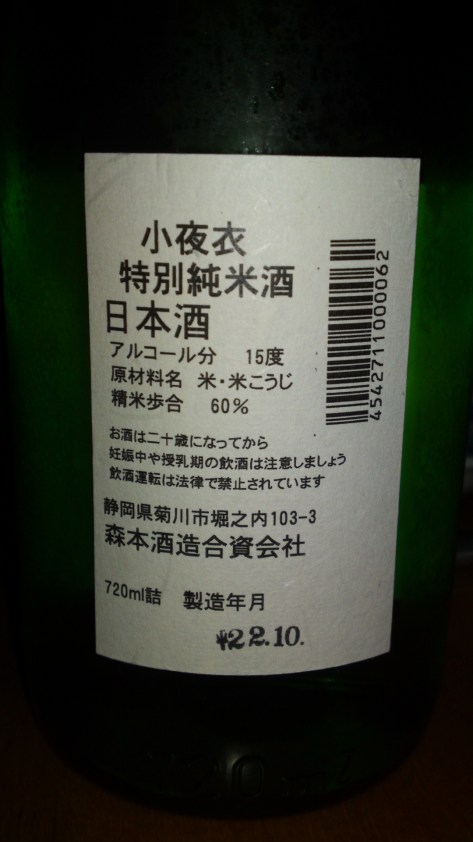 小夜衣
特別純米酒
日本酒
アルコール分 15度
原材料名 米・米こうじ
精米歩合 60%
お酒は二十歳になってから
妊娠中や授乳期の飲酒は注意しましょう
飲酒運転は法律で禁止されています
静岡県菊川市堀之内103-3
森本酒造合資会社
720ml詰 製造年月
22.10.
4542711000062